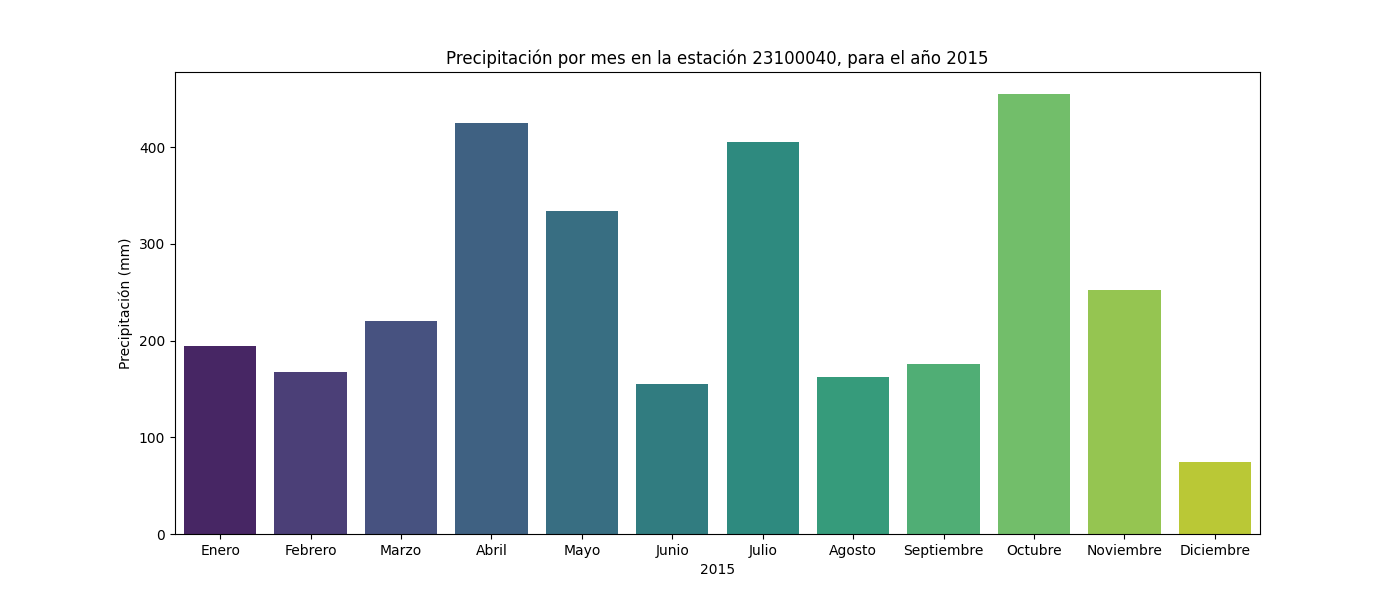 Precipitación por mes en la estación 23100040, para el año 2015
400
300
200
100
0
Precipitación (mm)
Enero Febrero Marzo Abril Mayo Junio Julio Agosto Septiembre Octubre Noviembre Diciembre
2015